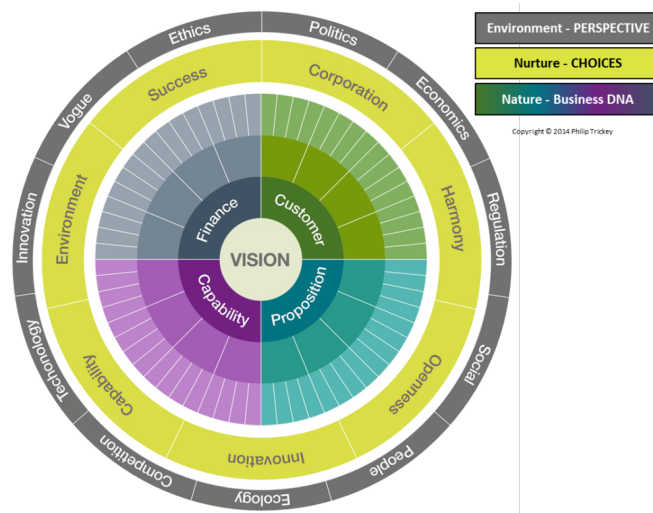 Environment - PERSPECTIVE
Nurture - CHOICES
Nature - Business DNA
Copyright © 2014 Philip Trickey
Ethics
Politics
Economics
Regulation
Social
People
Ecology
Competition
Techonology
Innovation
Vogue
Success
Corporation
Harmony
Openness
Innovation
Capability
Environment
Finance
Customer
Proposition
Capability
VISION